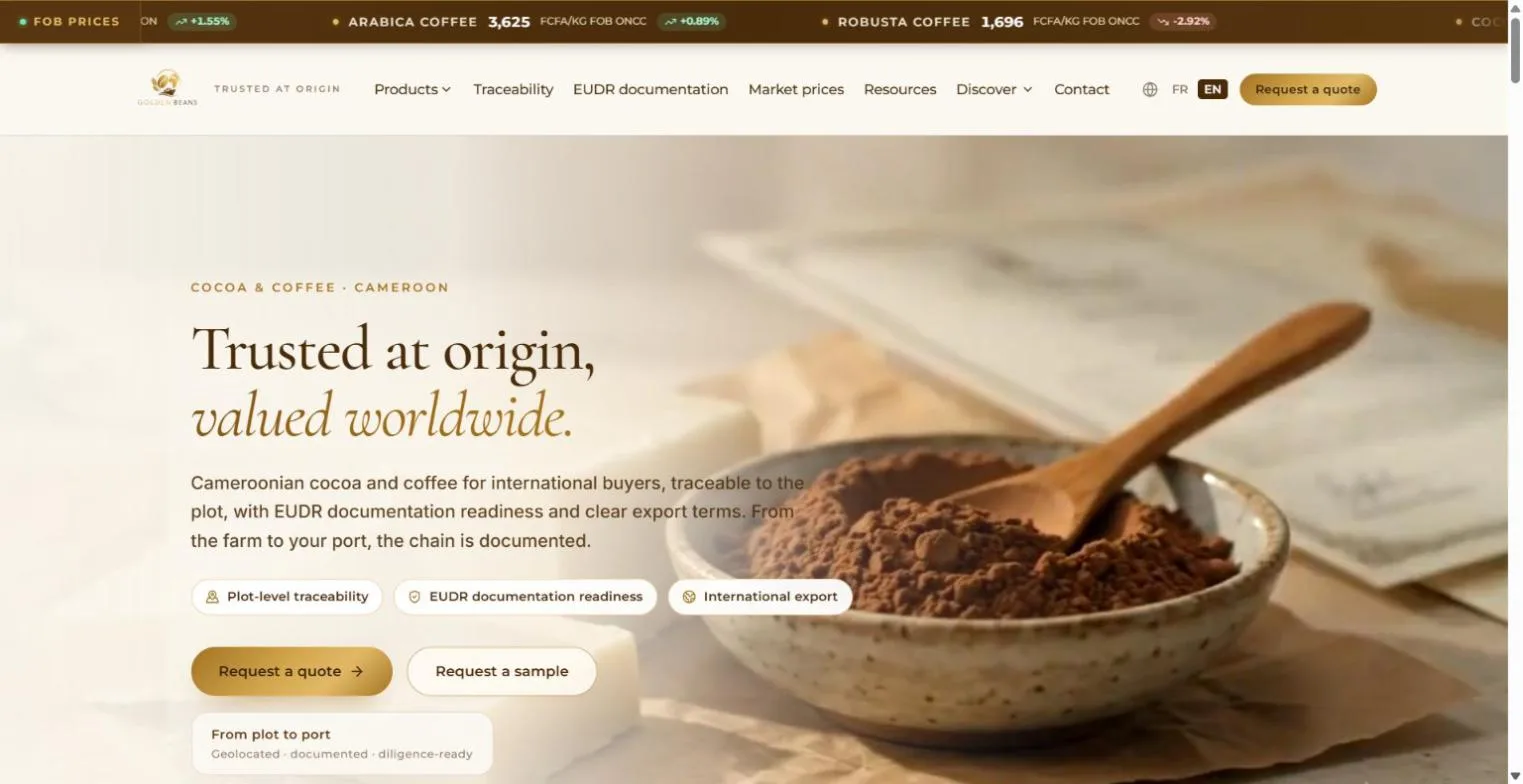 FOB PRICES
ON +1.55%
ARABICA COFFEE 3,625 FCFA/KG FOB ONCC +0.89%
ROBUSTA COFFEE 1,696 FCFA/KG FOB ONCC -2.92%
COC
GOLDEN BEANS
TRUSTED AT ORIGIN
Products
Traceability
EUDR documentation
Market prices
Resources
Discover
Contact
FR
EN
Request a quote
COCOA & COFFEE · CAMEROON
Trusted at origin,
valued worldwide.
Cameroonian cocoa and coffee for international buyers, traceable to the
plot, with EUDR documentation readiness and clear export terms. From
the farm to your port, the chain is documented.
Plot-level traceability
EUDR documentation readiness
International export
Request a quote →
Request a sample
From plot to port
Geolocated · documented · diligence-ready